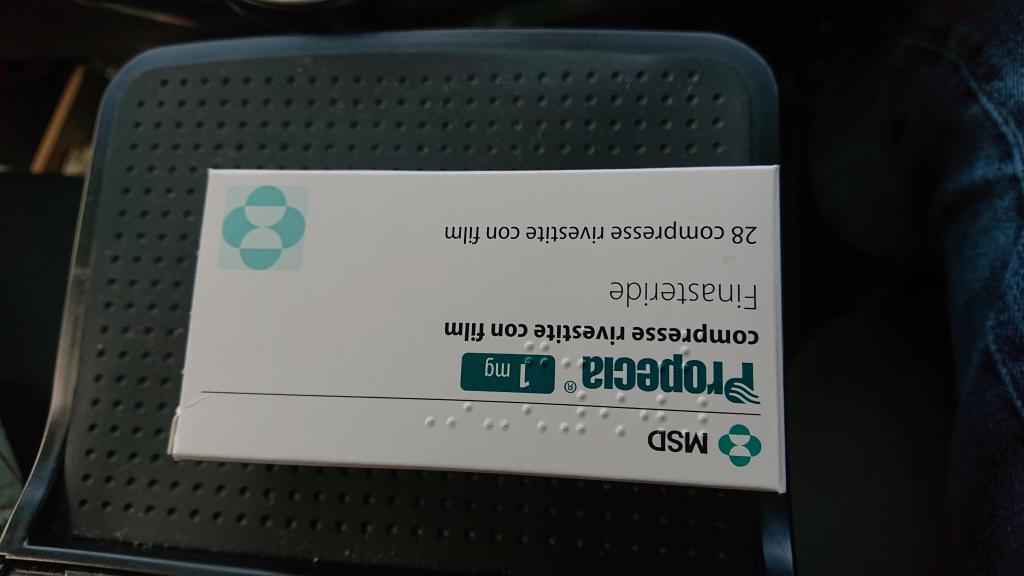 MSD
Propecia® 1 mg
compresse rivestite con film
Finasteride
28 compresse rivestite con film